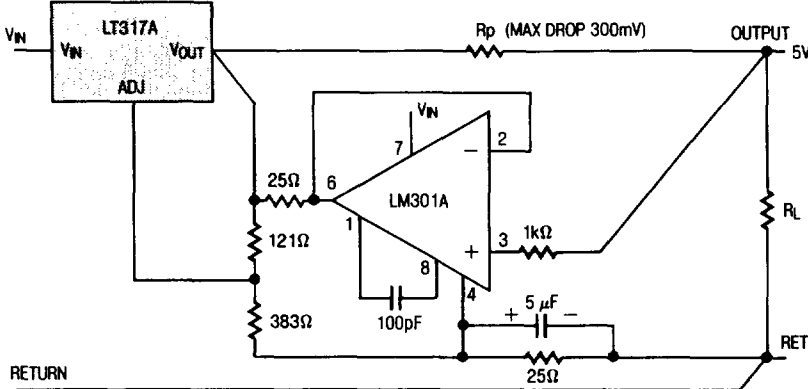 LT317A
VIN
VIN
VOUT
ADJ
Rp (MAX DROP 300mV)
OUTPUT
5V
VIN
7
2
−
25Ω
6
LM301A
RL
121Ω
1
1kΩ
3
+
8
4
383Ω
100pF
+
5 μF
−
25Ω
RET
RETURN